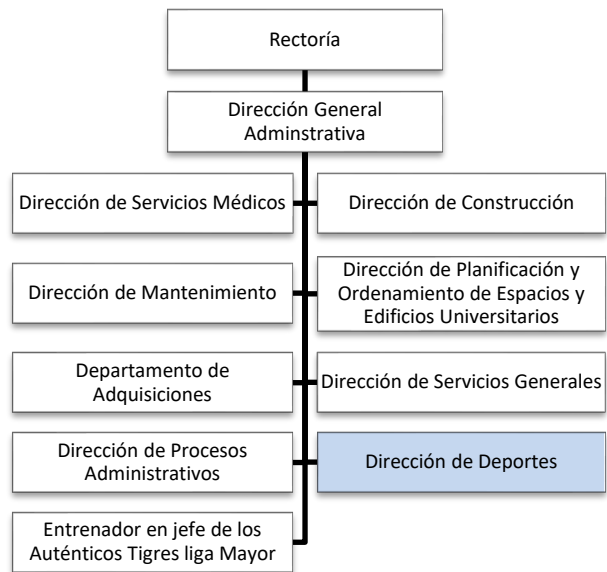 Rectoría
Dirección General
Adminstrativa
Dirección de Servicios Médicos
Dirección de Construcción
Dirección de Mantenimiento
Dirección de Planificación y
Ordenamiento de Espacios y
Edificios Universitarios
Departamento de
Adquisiciones
Dirección de Servicios Generales
Dirección de Procesos
Administrativos
Dirección de Deportes
Entrenador en jefe de los
Auténticos Tigres liga Mayor